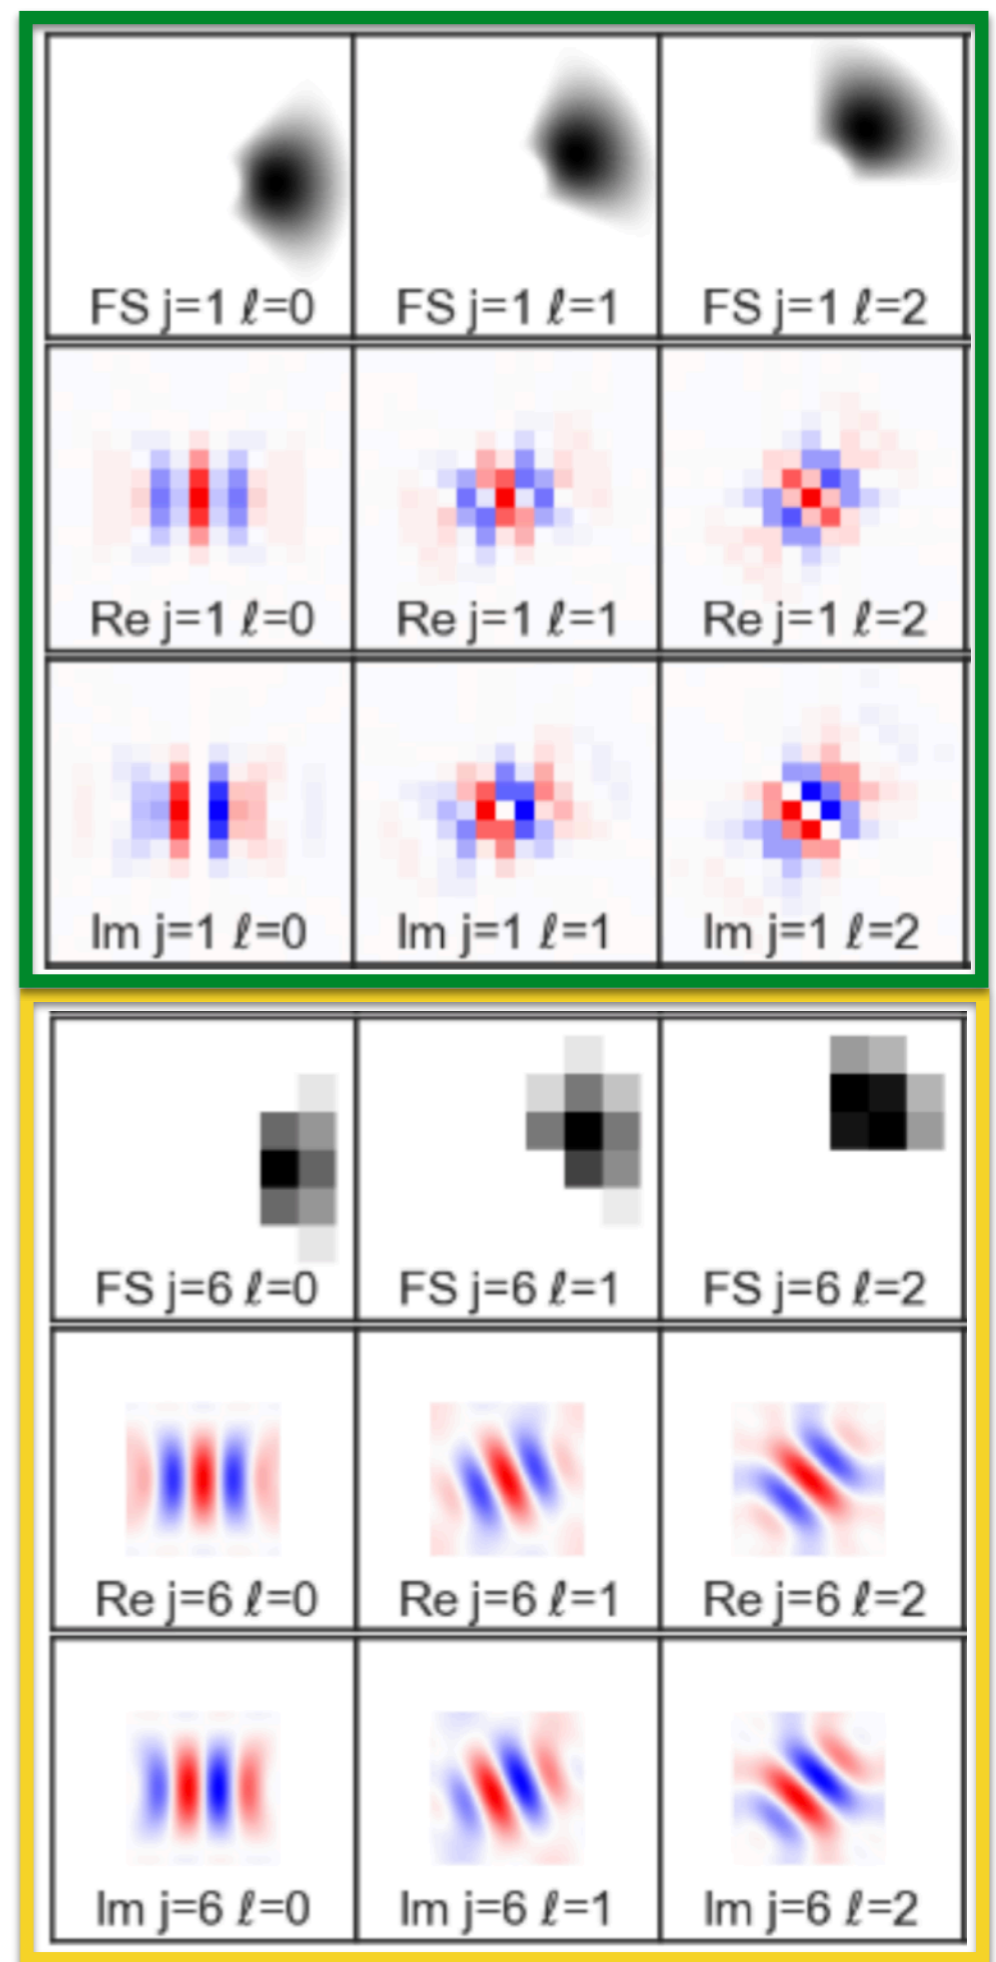 FS j=1 ℓ=0 FS j=1 ℓ=1 FS j=1 ℓ=2
Re j=1 ℓ=0 Re j=1 ℓ=1 Re j=1 ℓ=2
Im j=1 ℓ=0 Im j=1 ℓ=1 Im j=1 ℓ=2
FS j=6 ℓ=0 FS j=6 ℓ=1 FS j=6 ℓ=2
Re j=6 ℓ=0 Re j=6 ℓ=1 Re j=6 ℓ=2
Im j=6 ℓ=0 Im j=6 ℓ=1 Im j=6 ℓ=2